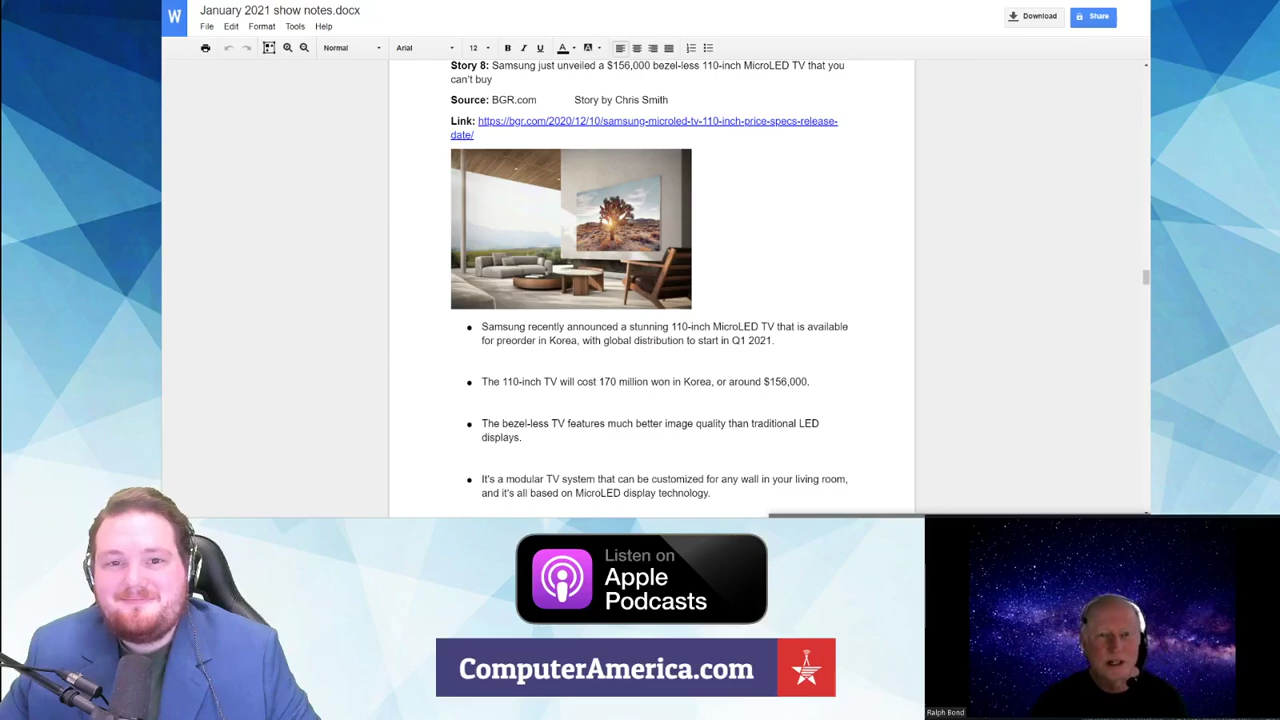 January 2021 show notes.docx
W
File Edit Format Tools Help
Download
Share
Normal Arial 12 B I U A A
Story 8: Samsung just unveiled a $156,000 bezel-less 110-inch MicroLED TV that you
can't buy
Source: BGR.com Story by Chris Smith
Link: https://bgr.com/2020/12/10/samsung-microled-tv-110-inch-price-specs-release-
date/
● Samsung recently announced a stunning 110-inch MicroLED TV that is available
for preorder in Korea, with global distribution to start in Q1 2021.
● The 110-inch TV will cost 170 million won in Korea, or around $156,000.
● The bezel-less TV features much better image quality than traditional LED
displays.
● It's a modular TV system that can be customized for any wall in your living room,
and it's all based on MicroLED display technology.
Listen on
Apple
Podcasts
ComputerAmerica.com
Ralph Bond